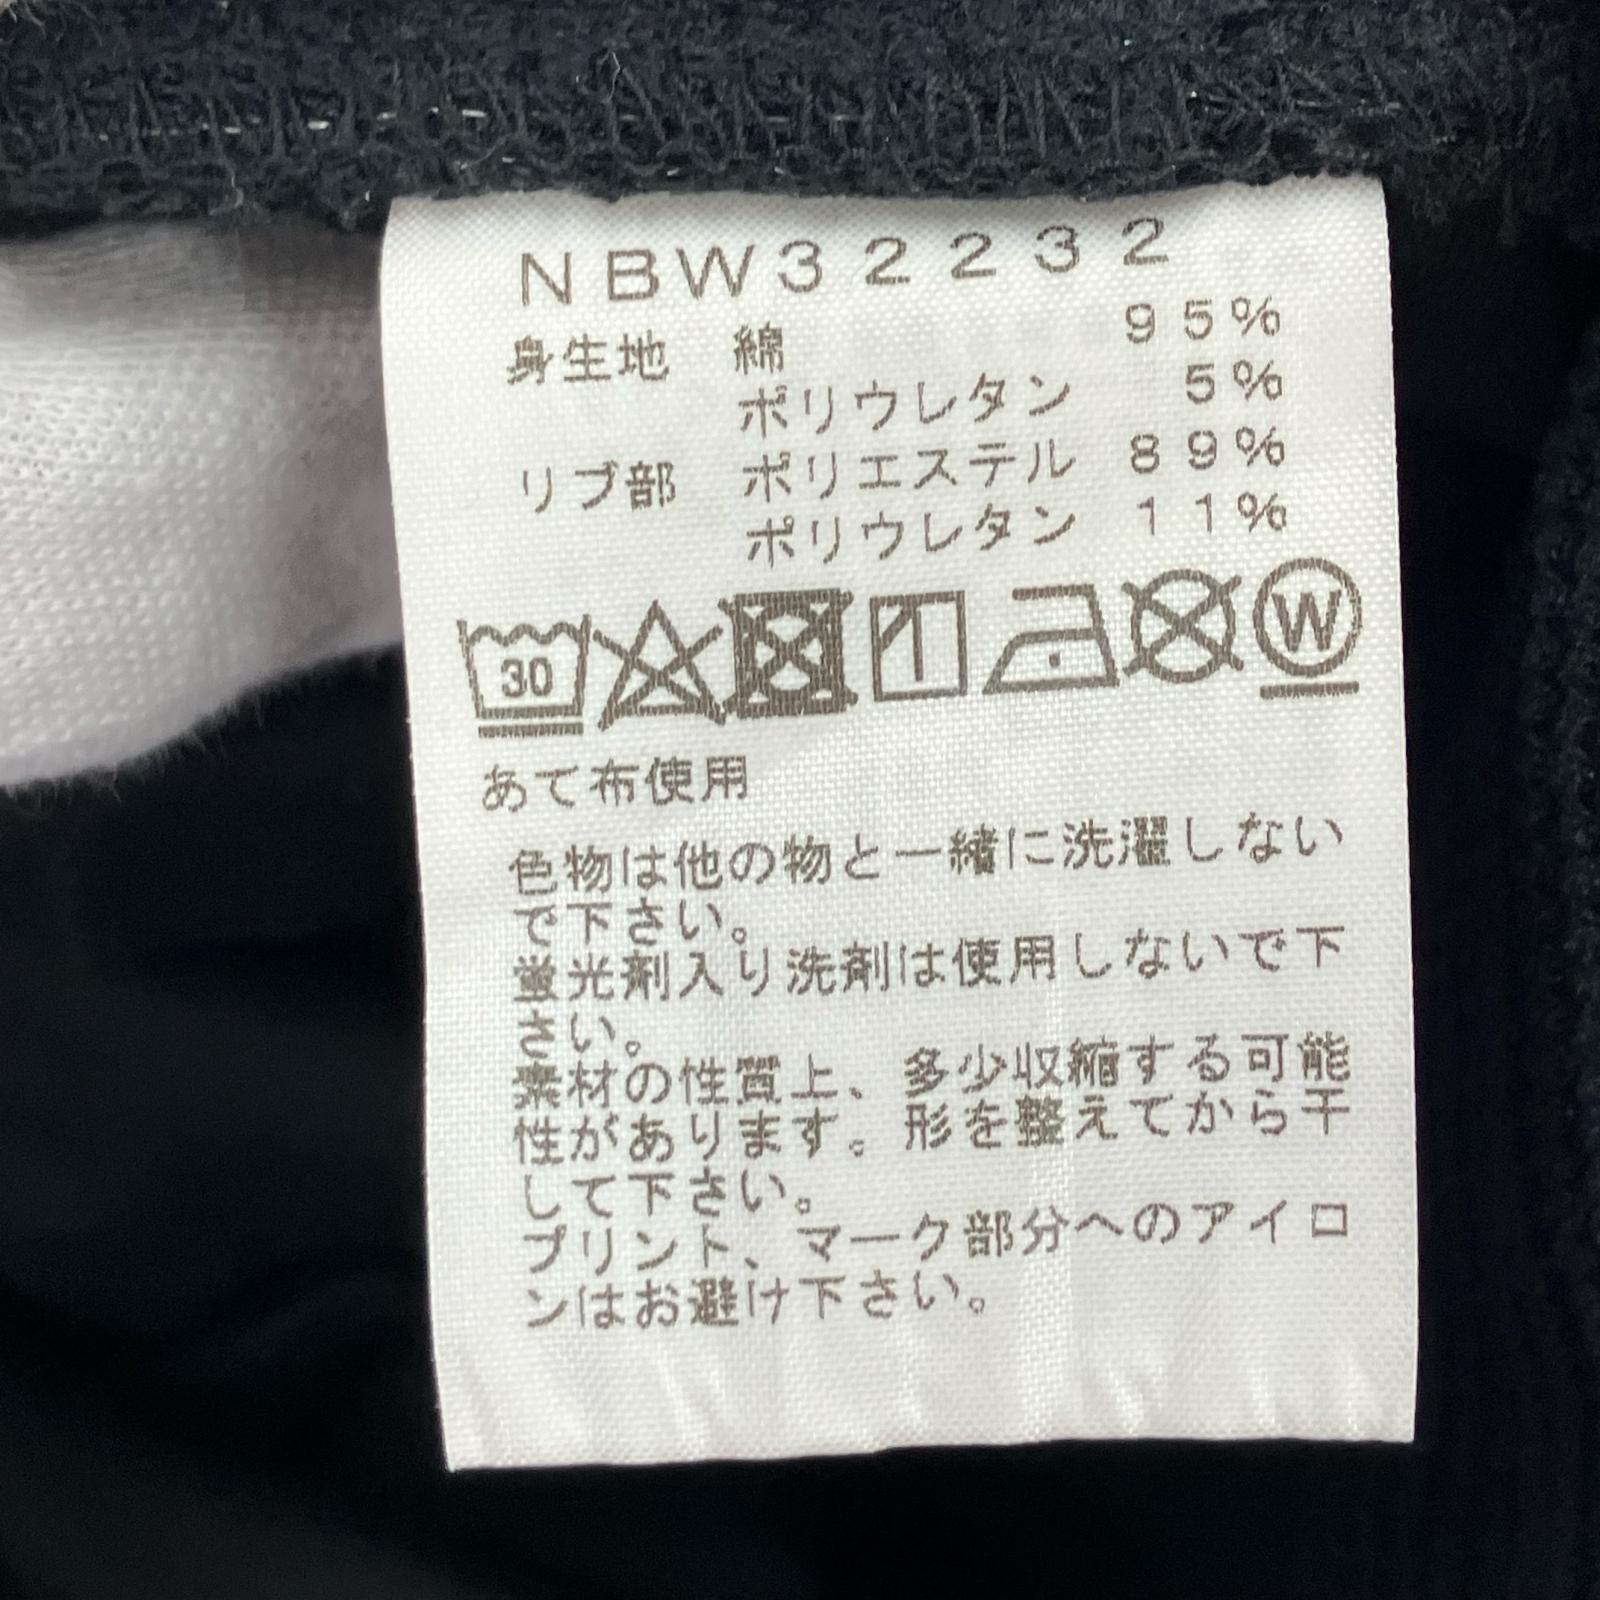 NBW32232
身生地 綿 95%
ポリウレタン 5%
リブ部 ポリエステル 89%
ポリウレタン 11%
30 W
あて布使用
色物は他の物と一緒に洗濯しない
で下さい。
蛍光剤入り洗剤は使用しないで下
さい。
素材の性質上、多少収縮する可能
性があります。形を整えてから干
して下さい。
プリント、マーク部分へのアイロ
ンはお避け下さい。